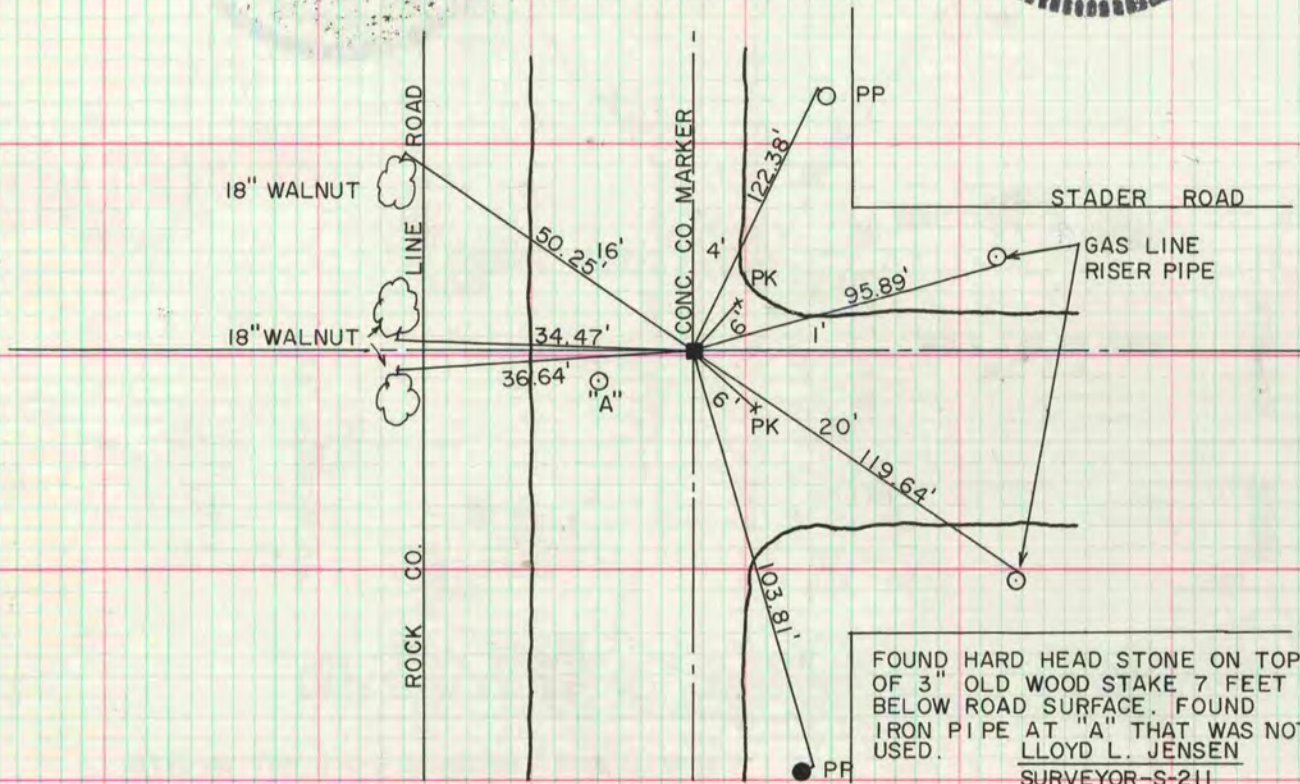 PP
18" WALNUT
ROCK CO. LINE ROAD
CONC. CO. MARKER
122.38'
STADER ROAD
50.25'
16'
4'
PK
6'
95.89'
GAS LINE
RISER PIPE
18" WALNUT
34.47'
1'
36.64'
"A"
6'
PK
20'
119.64'
103.81'
PP
FOUND HARD HEAD STONE ON TOP
OF 3" OLD WOOD STAKE 7 FEET
BELOW ROAD SURFACE. FOUND
IRON PIPE AT "A" THAT WAS NOT
USED. LLOYD L. JENSEN
SURVEYOR-S-211